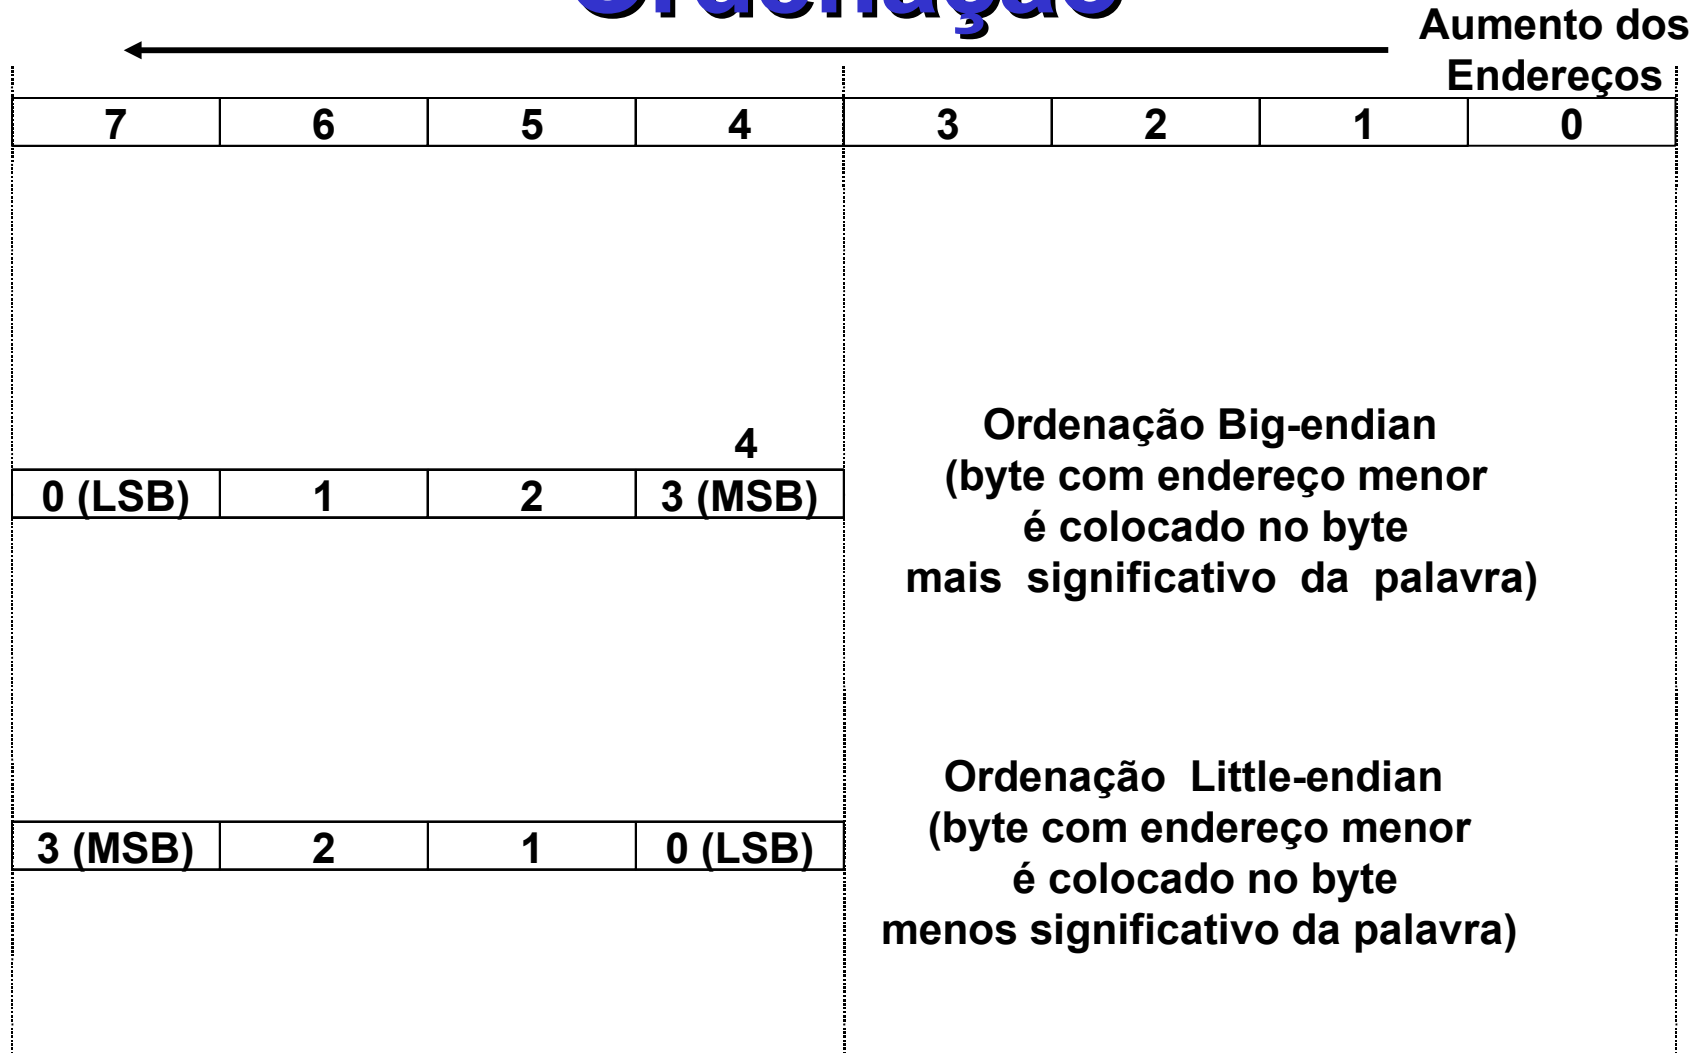 Ordenação
Aumento dos
Endereços
7 6 5 4 3 2 1 0
4
0 (LSB) 1 2 3 (MSB)
Ordenação Big-endian
(byte com endereço menor
é colocado no byte
mais significativo da palavra)
3 (MSB) 2 1 0 (LSB)
Ordenação Little-endian
(byte com endereço menor
é colocado no byte
menos significativo da palavra)